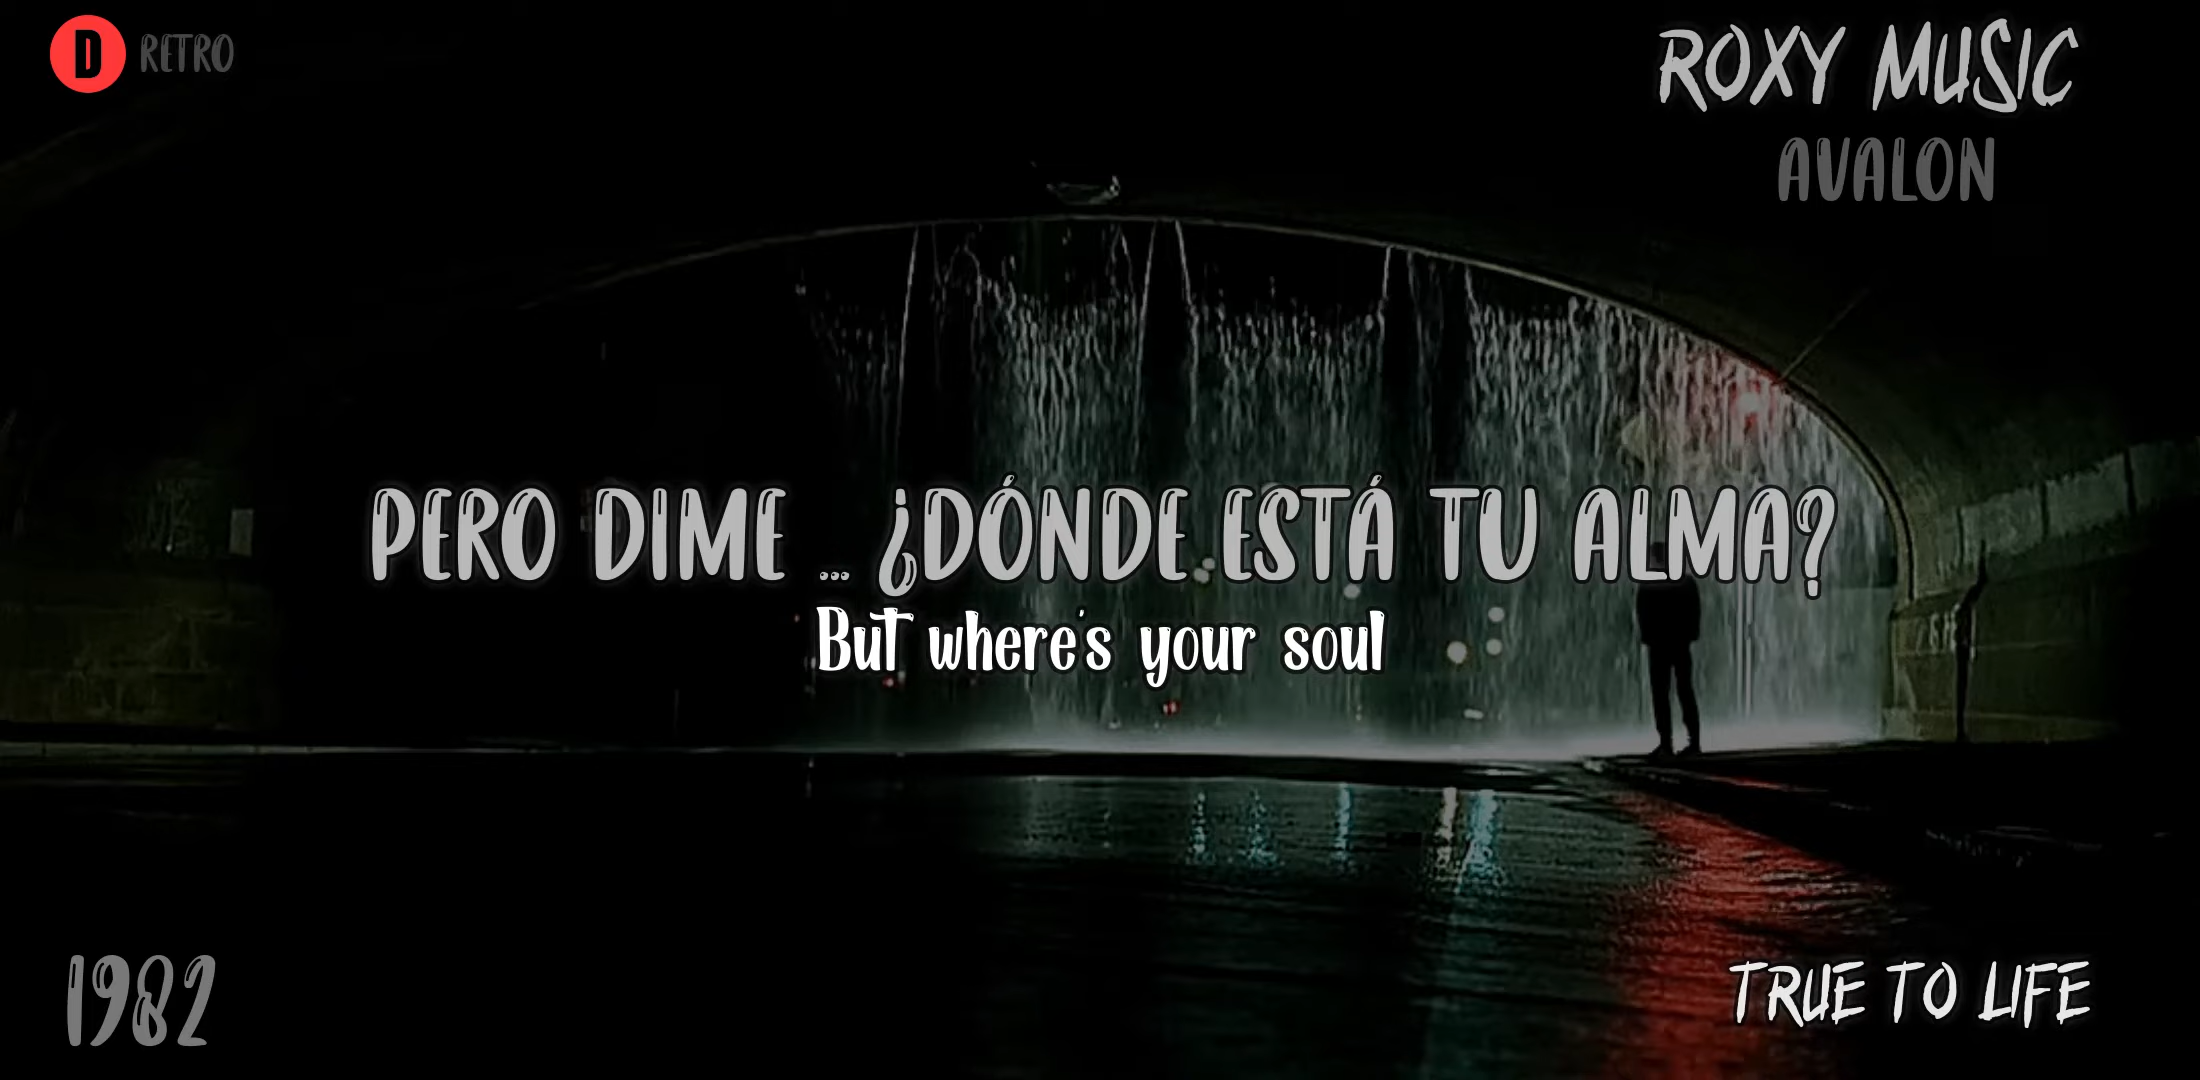 D RETRO
ROXY MUSIC
AVALON
PERO DIME ... ¿DÓNDE ESTÁ TU ALMA?
But where's your soul
1982
TRUE TO LIFE